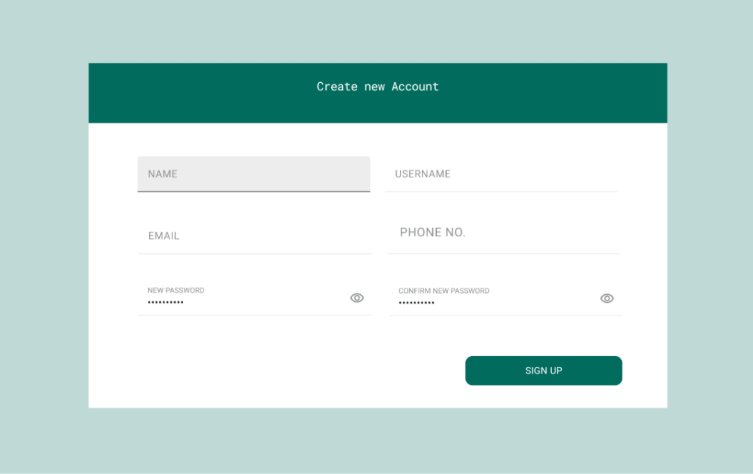 Create new Account
NAME
USERNAME
EMAIL
PHONE NO.
NEW PASSWORD
••••••••••
CONFIRM NEW PASSWORD
••••••••••
SIGN UP